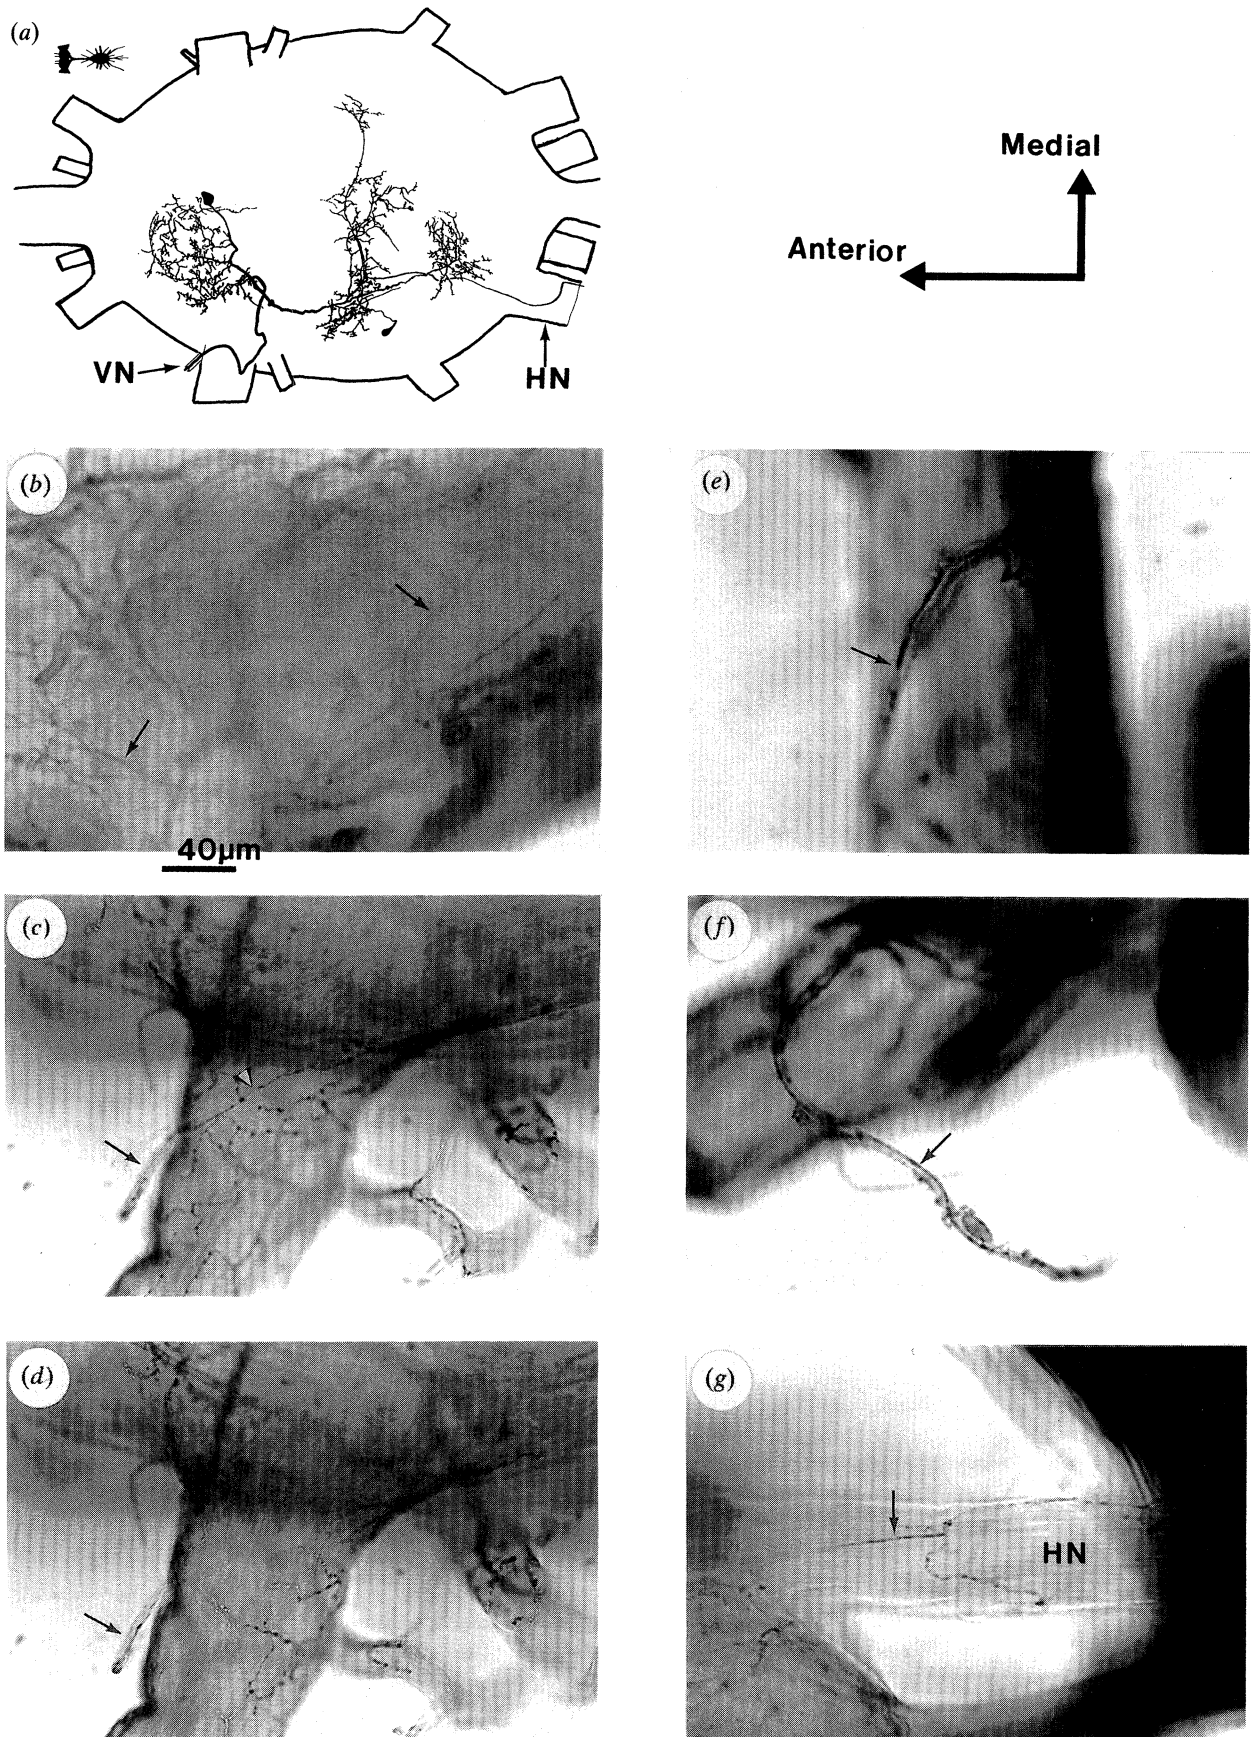 (a)
Medial
Anterior
VN
HN
(b)
(e)
40μm
(c)
(f)
(d)
(g)
HN